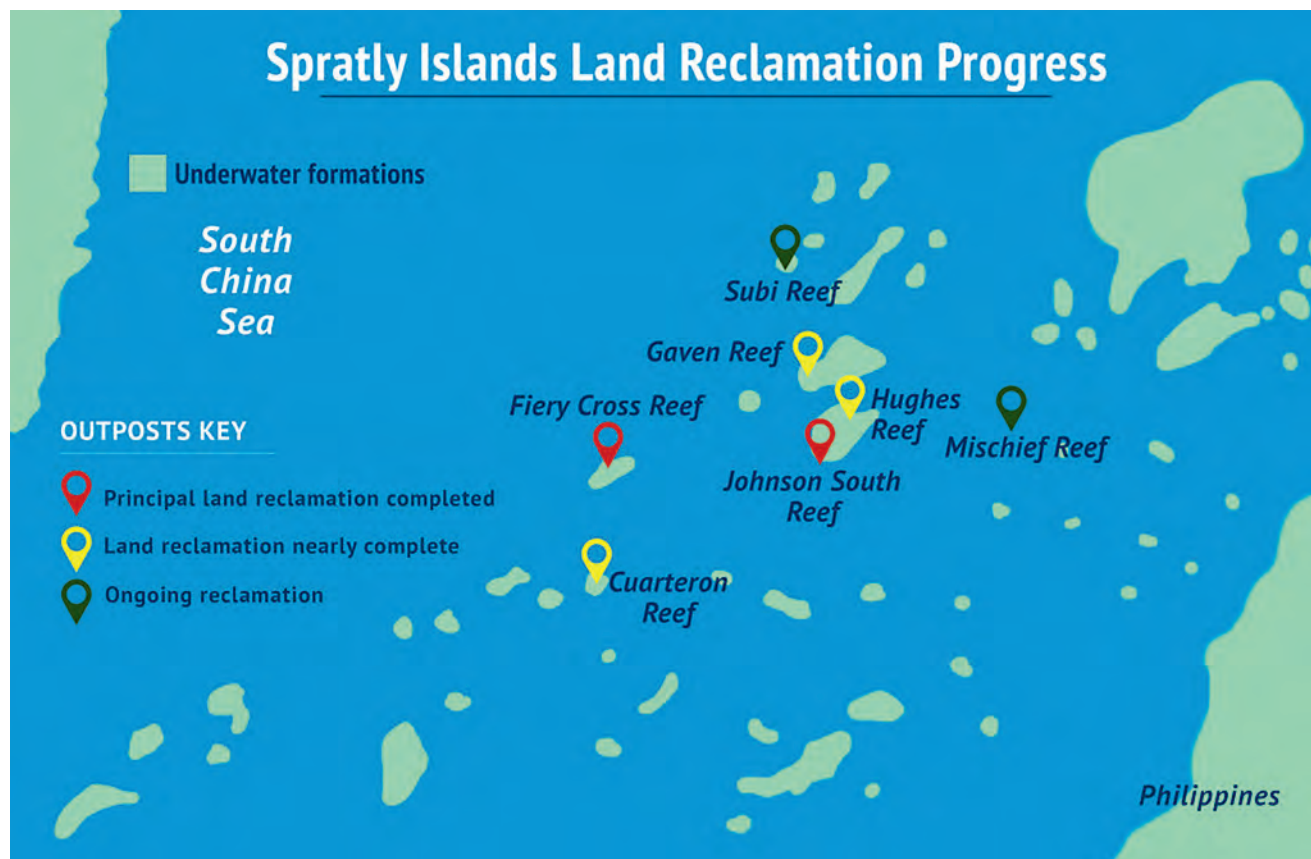 Spratly Islands Land Reclamation Progress
Underwater formations
South
China
Sea
Subi Reef
Gaven Reef
Hughes
Reef
Fiery Cross Reef
Mischief Reef
Johnson South
Reef
OUTPOSTS KEY
Principal land reclamation completed
Land reclamation nearly complete
Ongoing reclamation
Cuarteron
Reef
Philippines